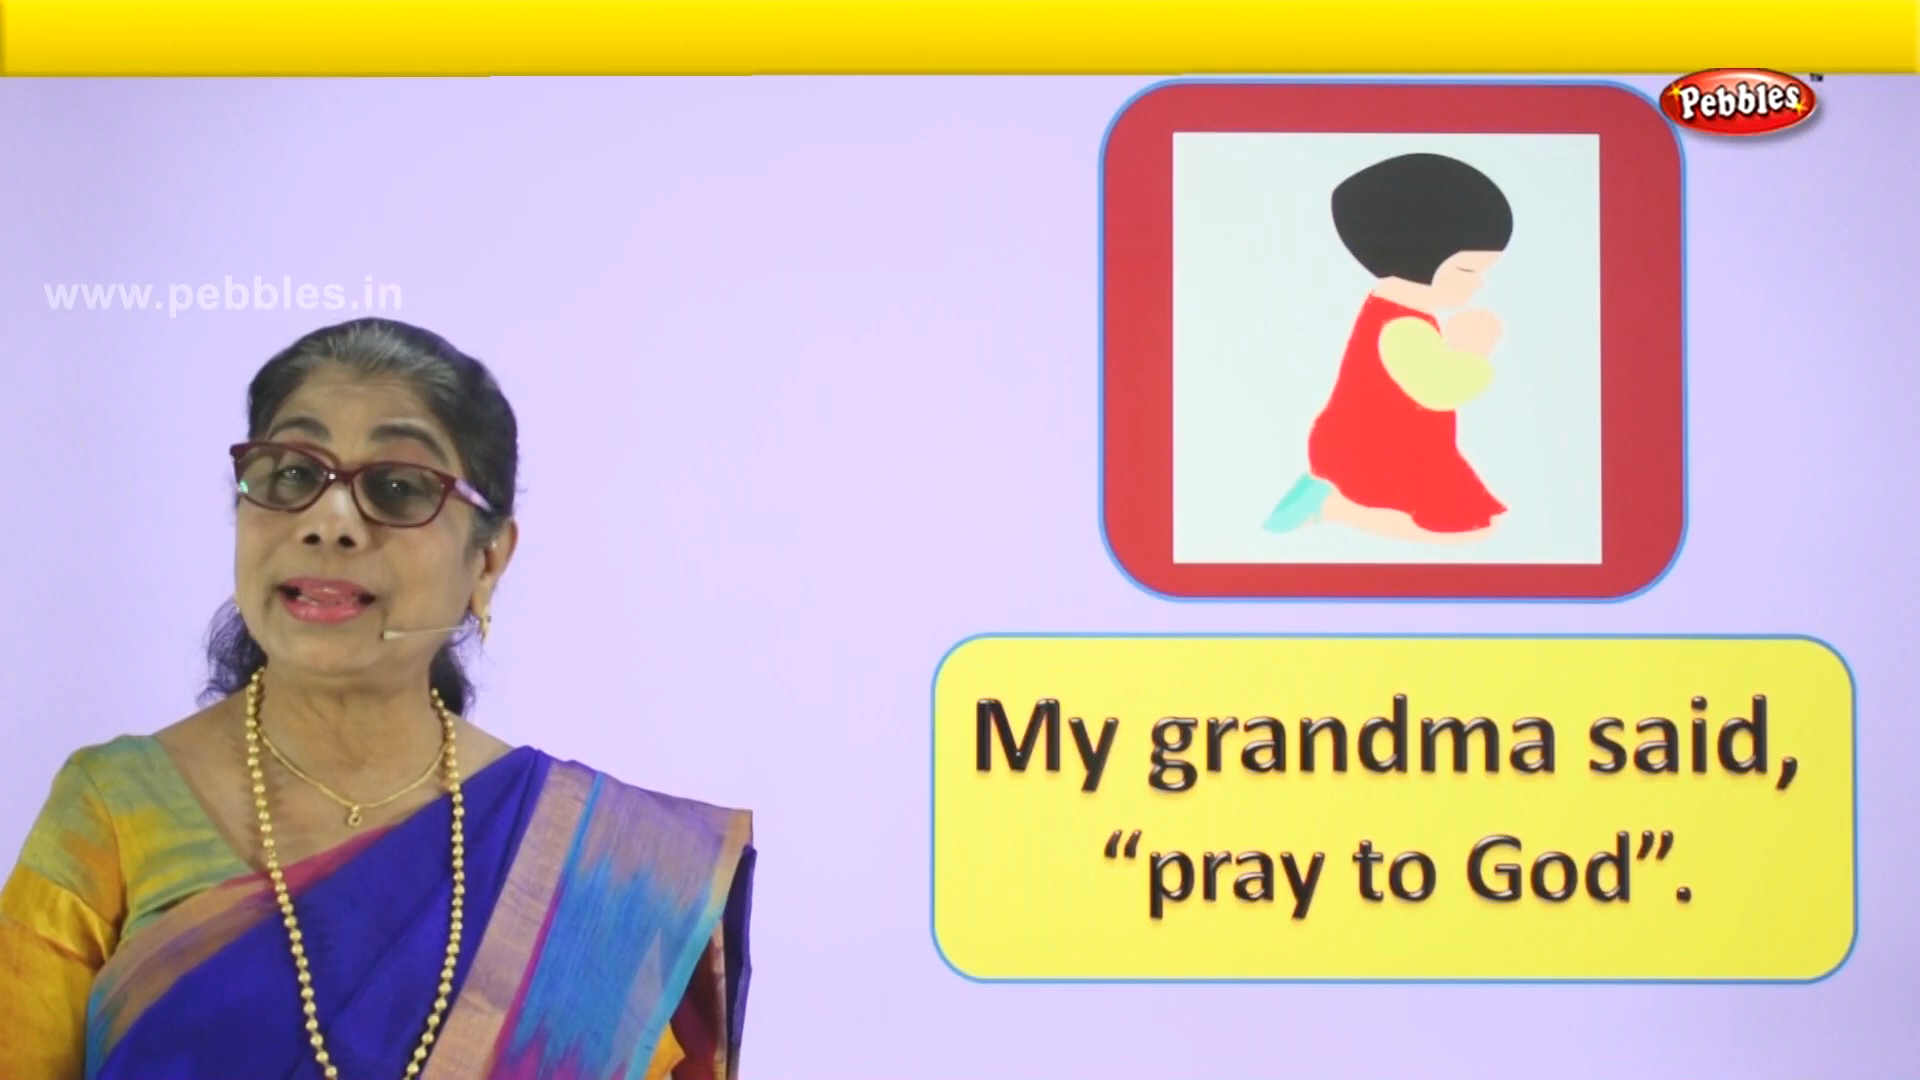 Pebbles
www.pebbles.in
My grandma said,
“pray to God”.